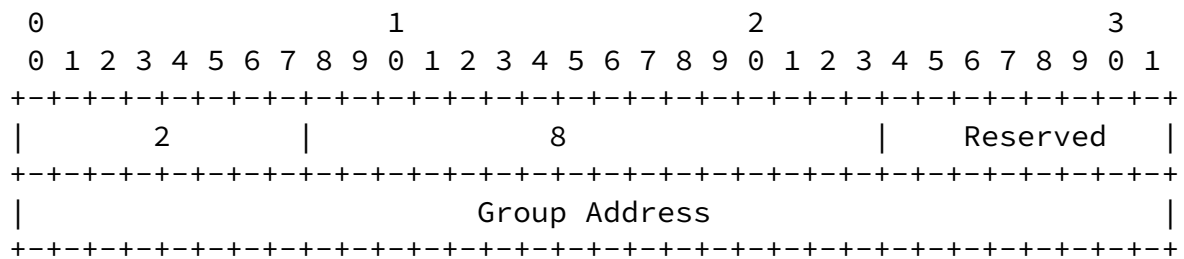 0                   1                   2                   3
 0 1 2 3 4 5 6 7 8 9 0 1 2 3 4 5 6 7 8 9 0 1 2 3 4 5 6 7 8 9 0 1
+-+-+-+-+-+-+-+-+-+-+-+-+-+-+-+-+-+-+-+-+-+-+-+-+-+-+-+-+-+-+-+-+
|       2       |             8                 |    Reserved   |
+-+-+-+-+-+-+-+-+-+-+-+-+-+-+-+-+-+-+-+-+-+-+-+-+-+-+-+-+-+-+-+-+
|                         Group Address                         |
+-+-+-+-+-+-+-+-+-+-+-+-+-+-+-+-+-+-+-+-+-+-+-+-+-+-+-+-+-+-+-+-+